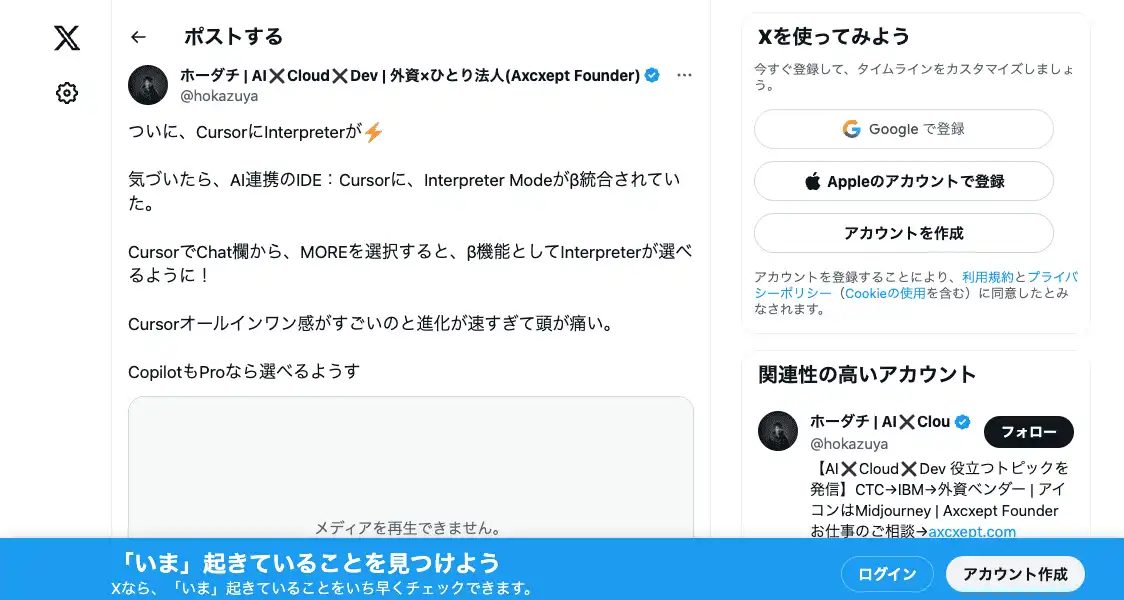 ポストする
ホーダチ | AI❌Cloud❌Dev | 外資×ひとり法人(Axcxept Founder)
@hokazuya
ついに、CursorにInterpreterが⚡
気づいたら、AI連携のIDE：Cursorに、Interpreter Modeがβ統合されてい
た。
CursorでChat欄から、MOREを選択すると、β機能としてInterpreterが選べ
るように！
Cursorオールインワン感がすごいのと進化が速すぎて頭が痛い。
CopilotもProなら選べるようす
メディアを再生できません。
Xを使ってみよう
今すぐ登録して、タイムラインをカスタマイズしましょ
う。
Google で登録
Appleのアカウントで登録
アカウントを作成
アカウントを登録することにより、利用規約とプライバ
シーポリシー（Cookieの使用を含む）に同意したとみ
なされます。
関連性の高いアカウント
ホーダチ | AI❌Clou
@hokazuya
フォロー
【AI❌Cloud❌Dev 役立つトピックを
発信】CTC→IBM→外資ベンダー | アイ
コンはMidjourney | Axcxept Founder
お仕事のご相談→axcxept.com
「いま」起きていることを見つけよう
Xなら、「いま」起きていることをいち早くチェックできます。
ログイン
アカウント作成